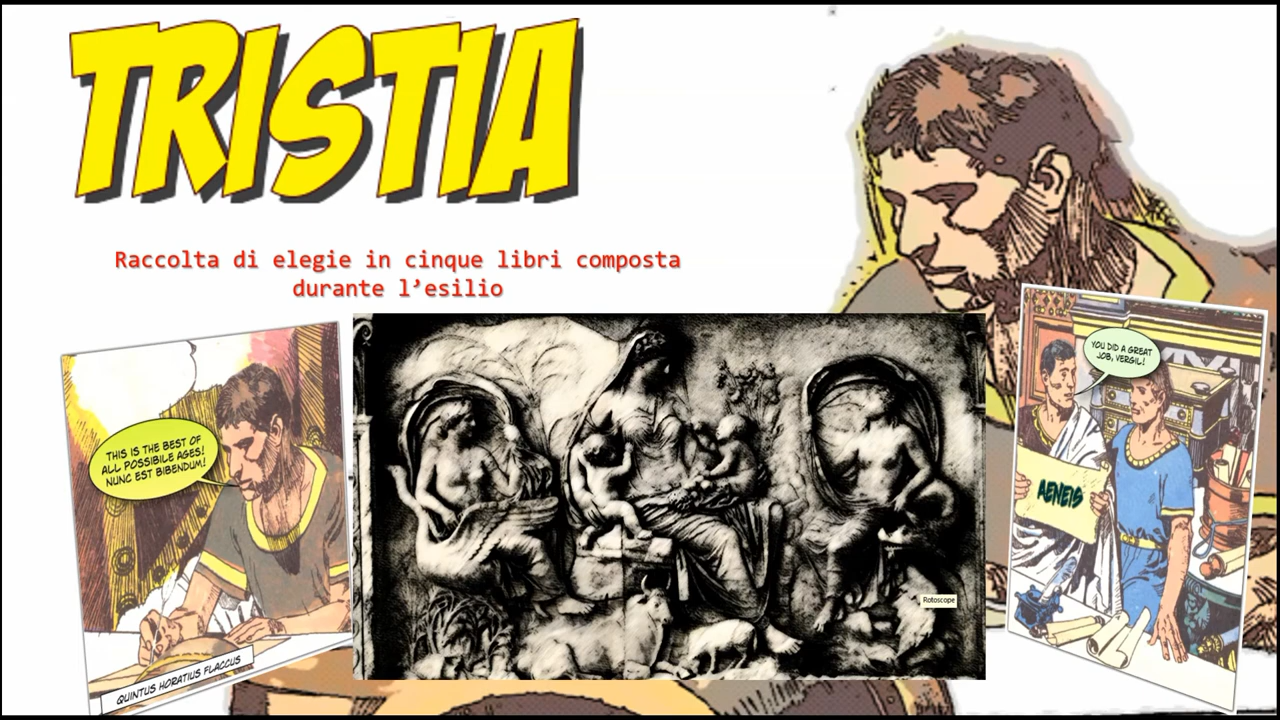 TRISTIA
Raccolta di elegie in cinque libri composta
durante l’esilio
THIS IS THE BEST OF
ALL POSSIBILE AGES!
NUNC EST BIBENDUM!
QUINTUS HORATIUS FLACCUS
Rotoscope
YOU DID A GREAT
JOB, VERGIL!
AENEIS